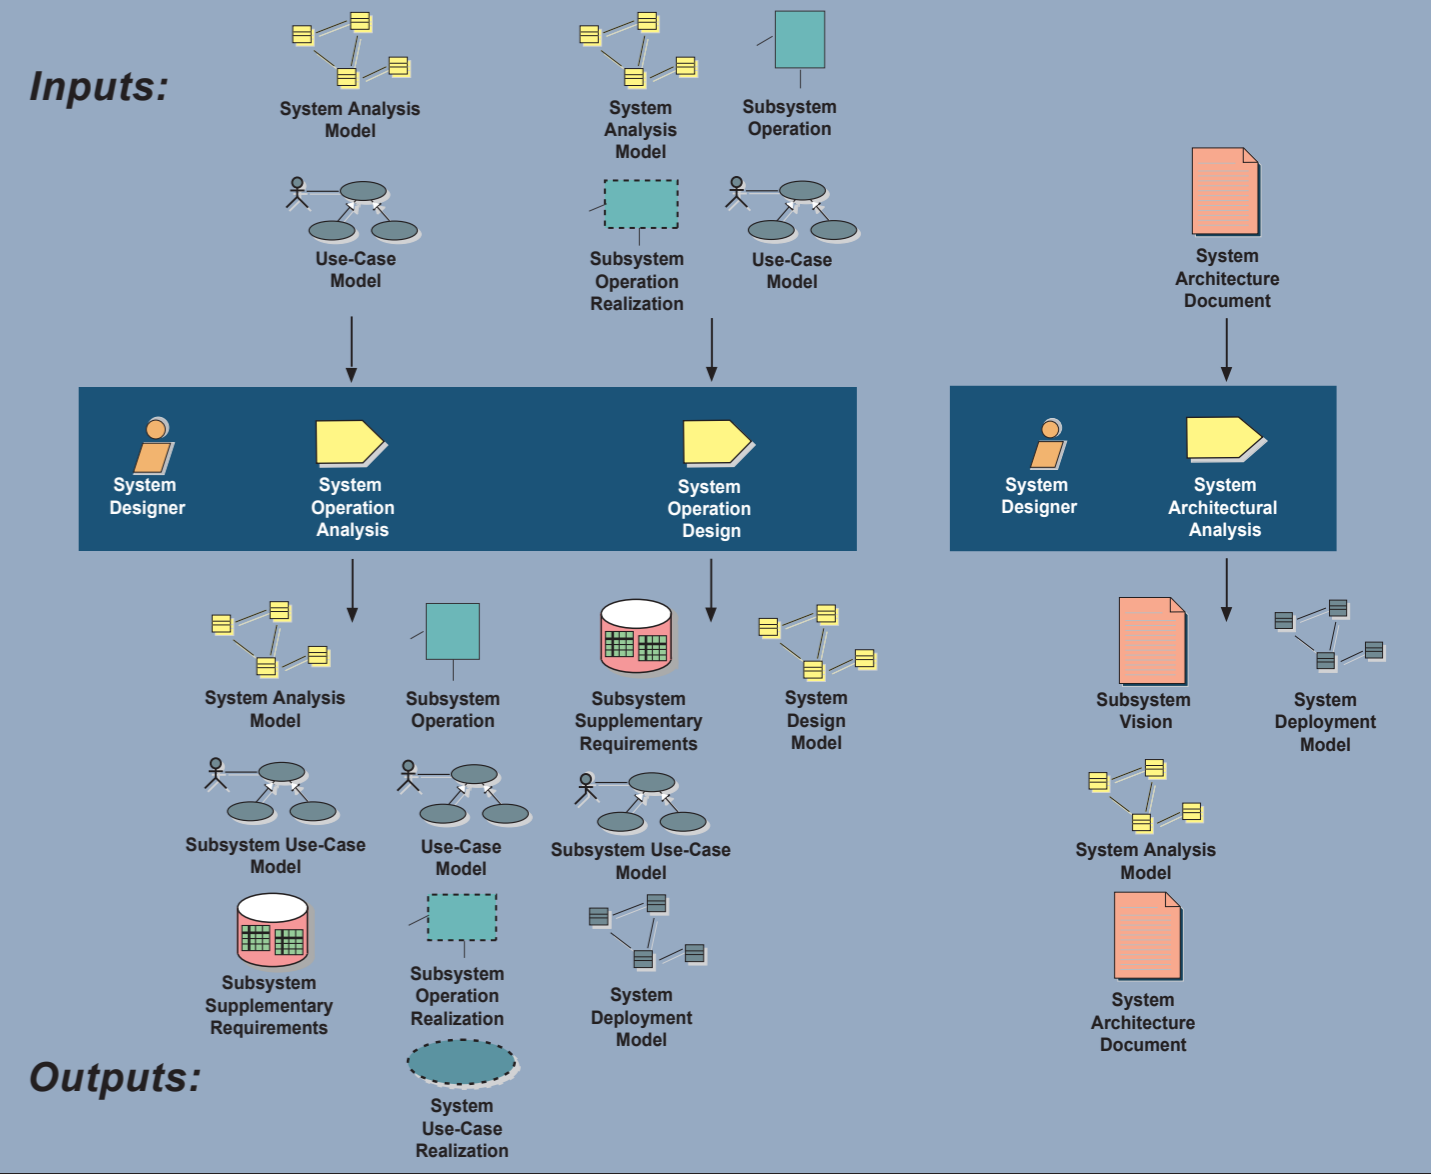 Inputs:
System Analysis
Model
System
Analysis
Model
Subsystem
Operation
Use-Case
Model
Subsystem
Operation
Realization
Use-Case
Model
System
Architecture
Document
System
Designer
System
Operation
Analysis
System
Operation
Design
System
Designer
System
Architectural
Analysis
System Analysis
Model
Subsystem
Operation
Subsystem
Supplementary
Requirements
System
Design
Model
Subsystem
Vision
System
Deployment
Model
Subsystem Use-Case
Model
Use-Case
Model
Subsystem Use-Case
Model
System Analysis
Model
Subsystem
Supplementary
Requirements
Subsystem
Operation
Realization
System
Deployment
Model
System
Architecture
Document
Outputs:
System
Use-Case
Realization